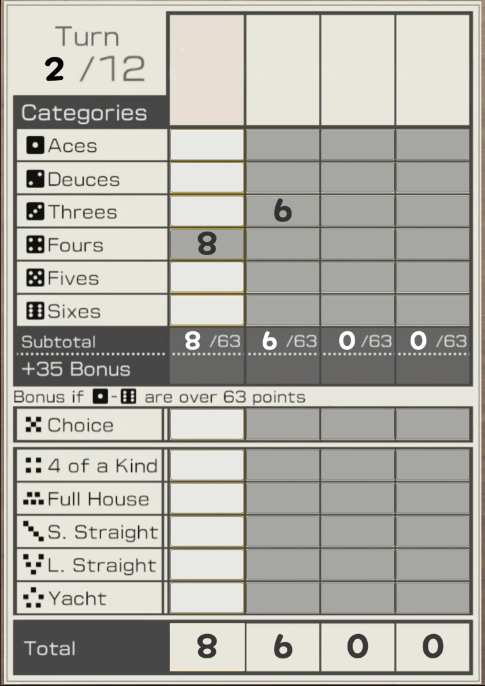 Turn
2 /12
Categories
Aces
Deuces
Threes 6
Fours 8
Fives
Sixes
Subtotal 8 /63 6 /63 0 /63 0 /63
+35 Bonus
Bonus if ⚀-⚅ are over 63 points
Choice
4 of a Kind
Full House
S. Straight
L. Straight
Yacht
Total 8 6 0 0